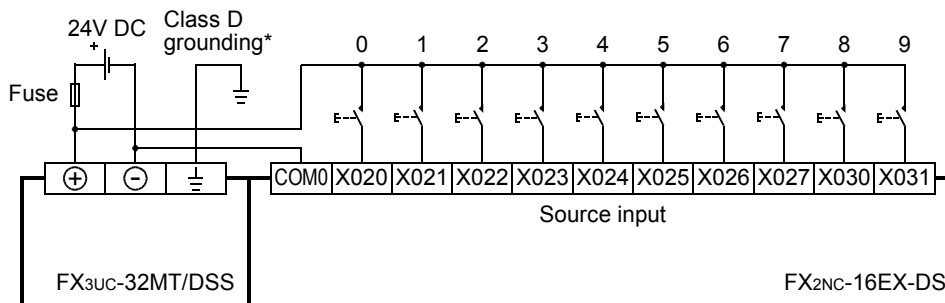 24V DC
+
Class D
grounding*
Fuse
0 1 2 3 4 5 6 7 8 9
+ - COM0 X020 X021 X022 X023 X024 X025 X026 X027 X030 X031
Source input
FX3UC-32MT/DSS
FX2NC-16EX-DS